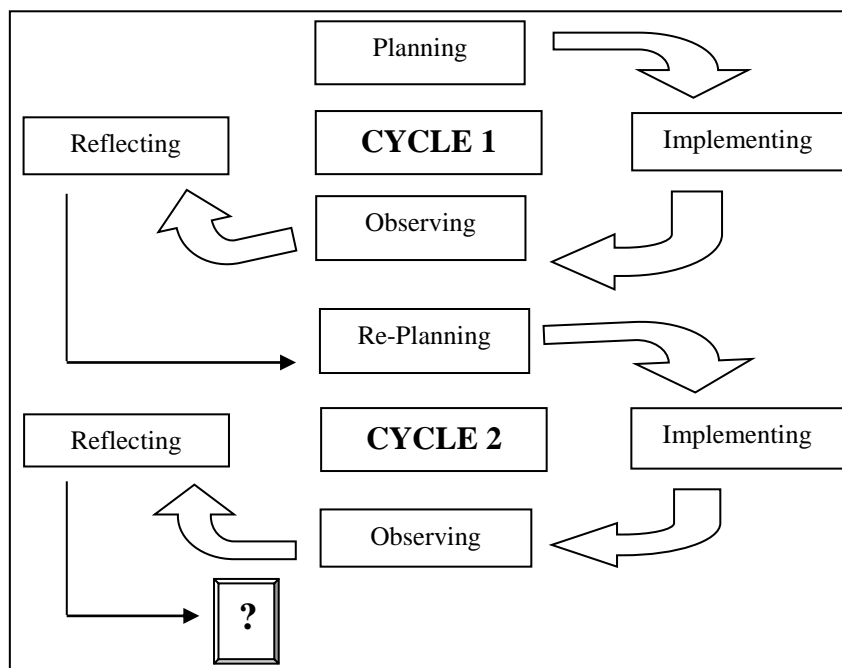 Planning
Reflecting
CYCLE 1
Implementing
Observing
Re-Planning
Reflecting
CYCLE 2
Implementing
Observing
?